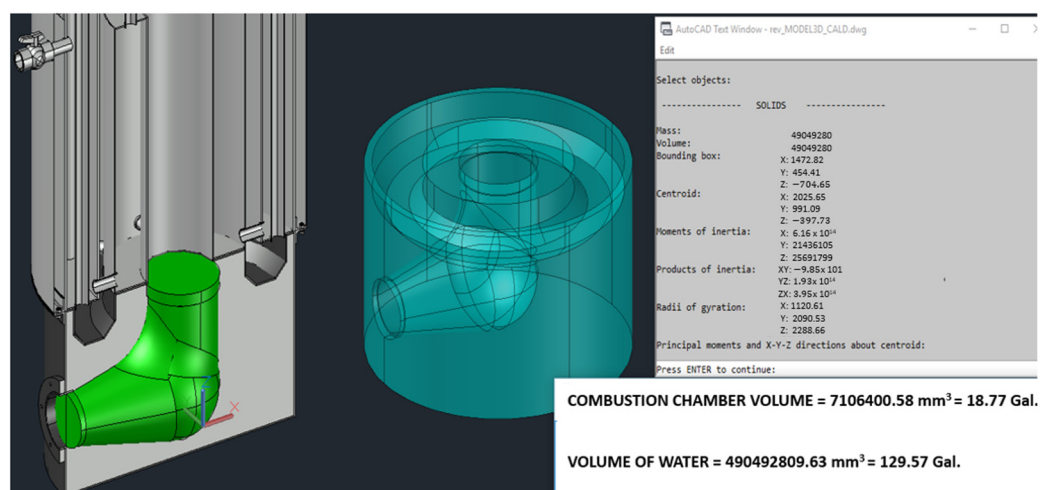 AutoCAD Text Window - rev_MODEL3D_CALD.dwg
Edit
Select objects:
--------------- SOLIDS ---------------
Mass: 49049280
Volume: 49049280
Bounding box: X: 1472.82
Y: 454.41
Z: −704.65
Centroid: X: 2025.65
Y: 991.09
Z: −397.73
Moments of inertia: X: 6.16 x 10¹⁴
Y: 21436105
Z: 25691799
Products of inertia: XY: −9.85x 101
YZ: 1.93x 10¹⁴
ZX: 3.95x 10¹⁴
Radii of gyration: X: 1120.61
Y: 2090.53
Z: 2288.66
Principal moments and X-Y-Z directions about centroid:
Press ENTER to continue:
COMBUSTION CHAMBER VOLUME = 7106400.58 mm³ = 18.77 Gal.
VOLUME OF WATER = 490492809.63 mm³ = 129.57 Gal.
Z
X